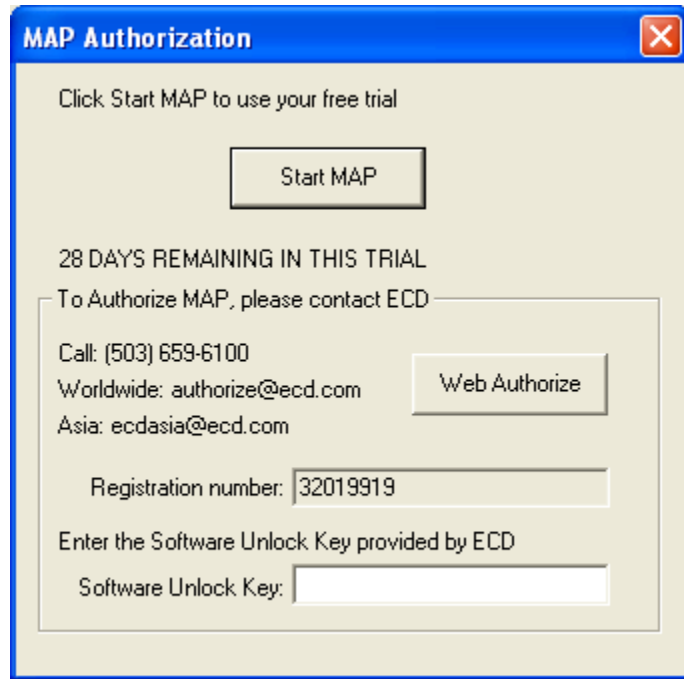 MAP Authorization
Click Start MAP to use your free trial
Start MAP
28 DAYS REMAINING IN THIS TRIAL
To Authorize MAP, please contact ECD
Call: (503) 659-6100
Worldwide: authorize@ecd.com
Asia: ecdasia@ecd.com
Web Authorize
Registration number: 32019919
Enter the Software Unlock Key provided by ECD
Software Unlock Key: